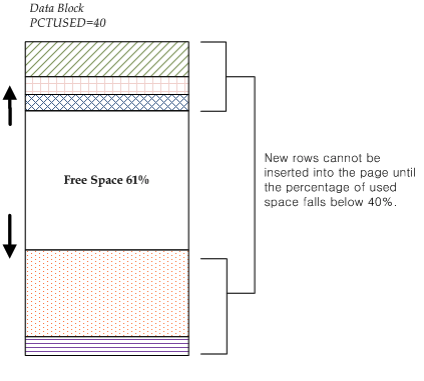 Data Block
PCTUSED=40
Free Space 61%
New rows cannot be
inserted into the page until
the percentage of used
space falls below 40%.